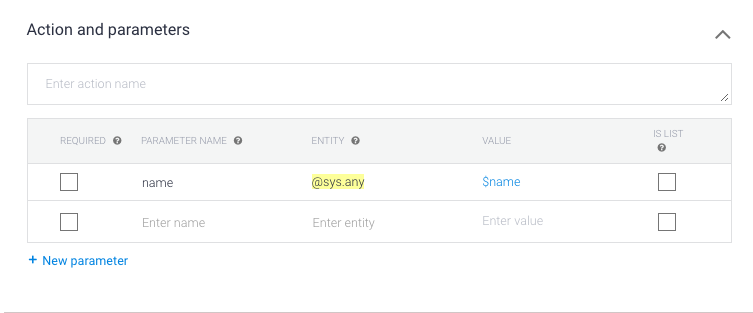 Action and parameters
Enter action name
REQUIRED ? PARAMETER NAME ? ENTITY ? VALUE IS LIST ?
name @sys.any $name
Enter name Enter entity Enter value
+ New parameter